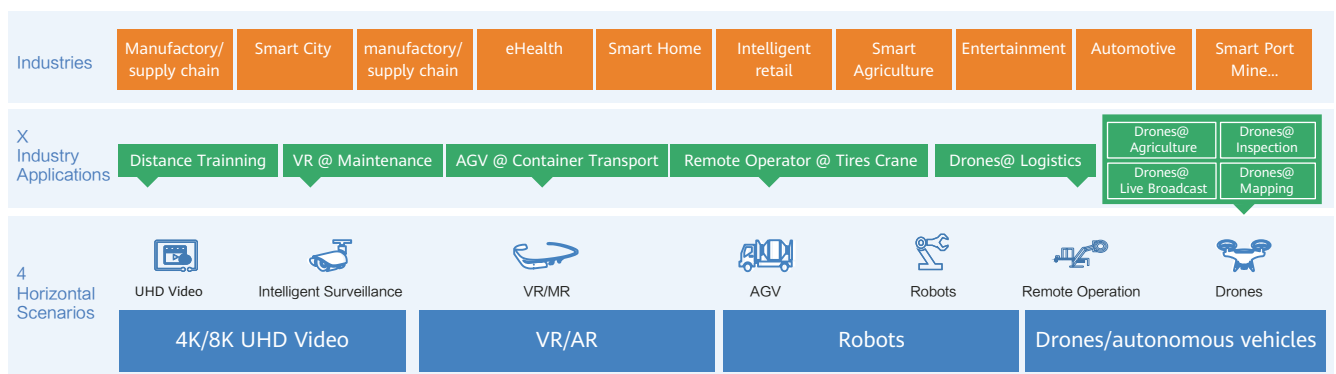 Industries
Manufactory/
supply chain
Smart City
manufactory/
supply chain
eHealth
Smart Home
Intelligent
retail
Smart
Agriculture
Entertainment
Automotive
Smart Port
Mine...
X
Industry
Applications
Distance Trainning
VR @ Maintenance
AGV @ Container Transport
Remote Operator @ Tires Crane
Drones@ Logistics
Drones@
Agriculture
Drones@
Inspection
Drones@
Live Broadcast
Drones@
Mapping
4
Horizontal
Scenarios
UHD Video
Intelligent Surveillance
VR/MR
AGV
Robots
Remote Operation
Drones
4K/8K UHD Video
VR/AR
Robots
Drones/autonomous vehicles